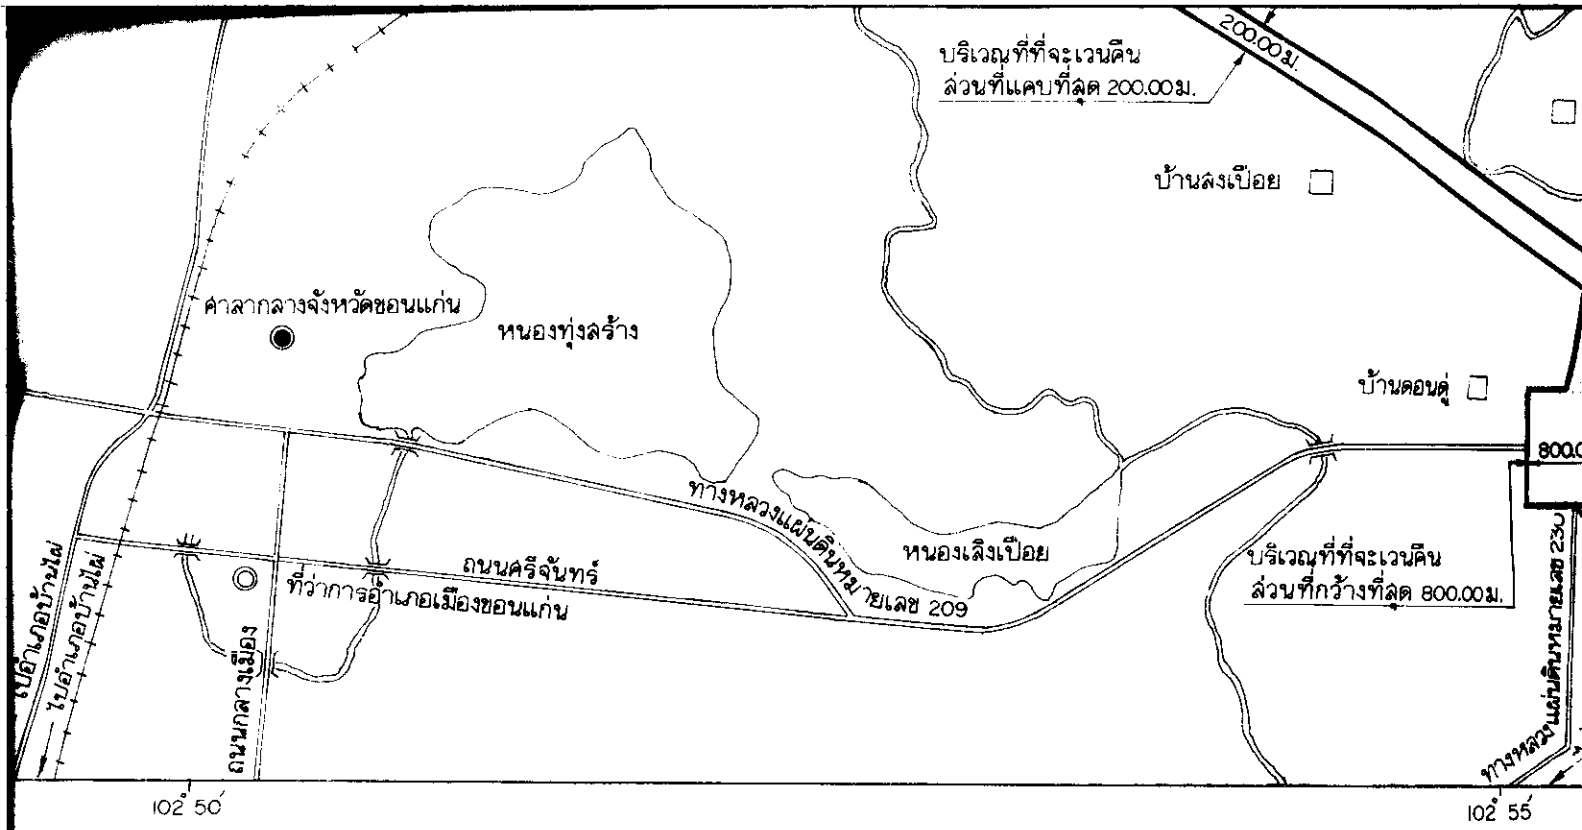 200.00ม.
บริเวณที่ที่จะเวนคืน
ส่วนที่แคบที่สุด 200.00ม.
บ้านสงเปือย
ศาลากลางจังหวัดขอนแก่น
หนองทุ่งสร้าง
บ้านดอนดู่
800.0
ทางหลวงแผ่นดินหมายเลข 209
หนองเลิงเปือย
บริเวณที่ที่จะเวนคืน
ส่วนที่กว้างที่สุด 800.00ม.
ถนนศรีจันทร์
ที่ว่าการอำเภอเมืองขอนแก่น
ไปอำเภอบ้านไผ่
ไปอำเภอบ้านไผ่
ถนนกลางเมือง
ทางหลวงแผ่นดินหมายเลข 230
102° 50′
102° 55′